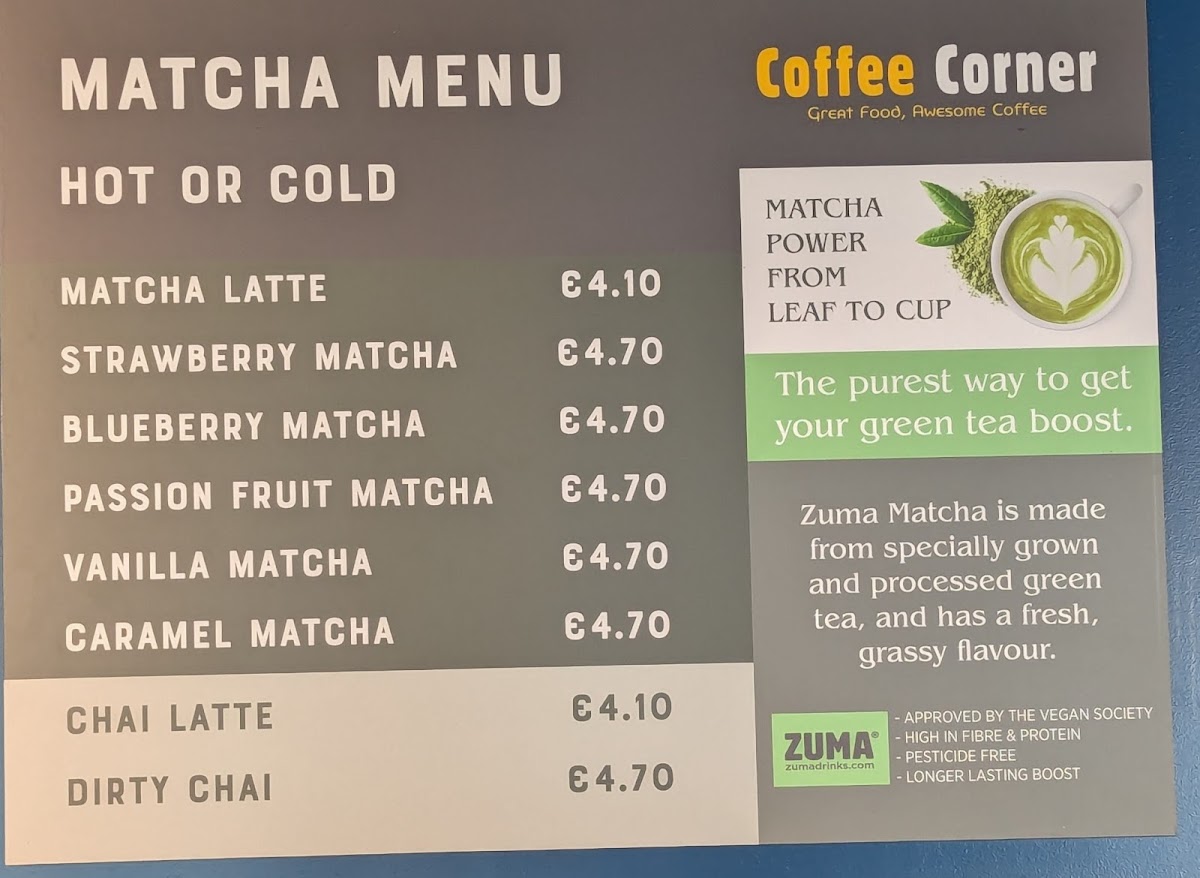 MATCHA MENU
HOT OR COLD
MATCHA LATTE €4.10
STRAWBERRY MATCHA €4.70
BLUEBERRY MATCHA €4.70
PASSION FRUIT MATCHA €4.70
VANILLA MATCHA €4.70
CARAMEL MATCHA €4.70
CHAI LATTE €4.10
DIRTY CHAI €4.70
Coffee Corner
Great Food, Awesome Coffee
MATCHA
POWER
FROM
LEAF TO CUP
The purest way to get
your green tea boost.
Zuma Matcha is made
from specially grown
and processed green
tea, and has a fresh,
grassy flavour.
ZUMA®
zumadrinks.com
- APPROVED BY THE VEGAN SOCIETY
- HIGH IN FIBRE & PROTEIN
- PESTICIDE FREE
- LONGER LASTING BOOST